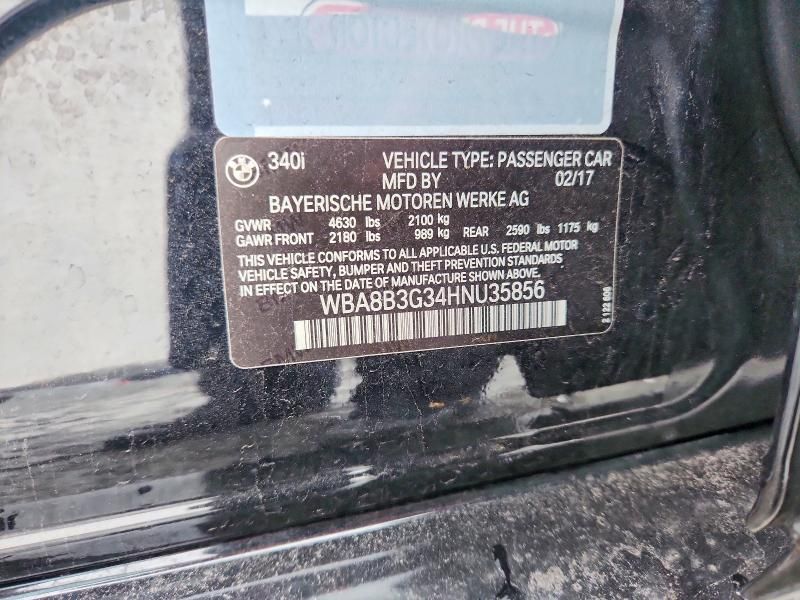 BMW 340i VEHICLE TYPE: PASSENGER CAR
MFD BY 02/17
BAYERISCHE MOTOREN WERKE AG
GVWR 4630 lbs 2100 kg
GAWR FRONT 2180 lbs 989 kg REAR 2590 lbs 1175 kg
THIS VEHICLE CONFORMS TO ALL APPLICABLE U.S. FEDERAL MOTOR
VEHICLE SAFETY, BUMPER, AND THEFT PREVENTION STANDARDS
IN EFFECT ON THE DATE OF MANUFACTURE SHOWN ABOVE.
WBA8B3G34HNU35856